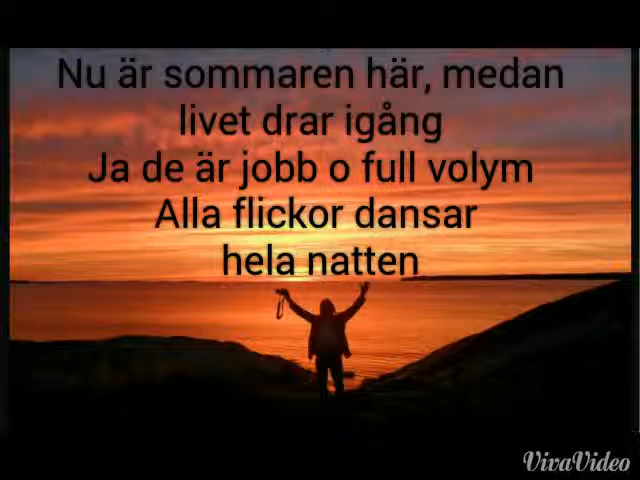 Nu är sommaren här, medan
livet drar igång
Ja de är jobb o full volym
Alla flickor dansar
hela natten
VivaVideo